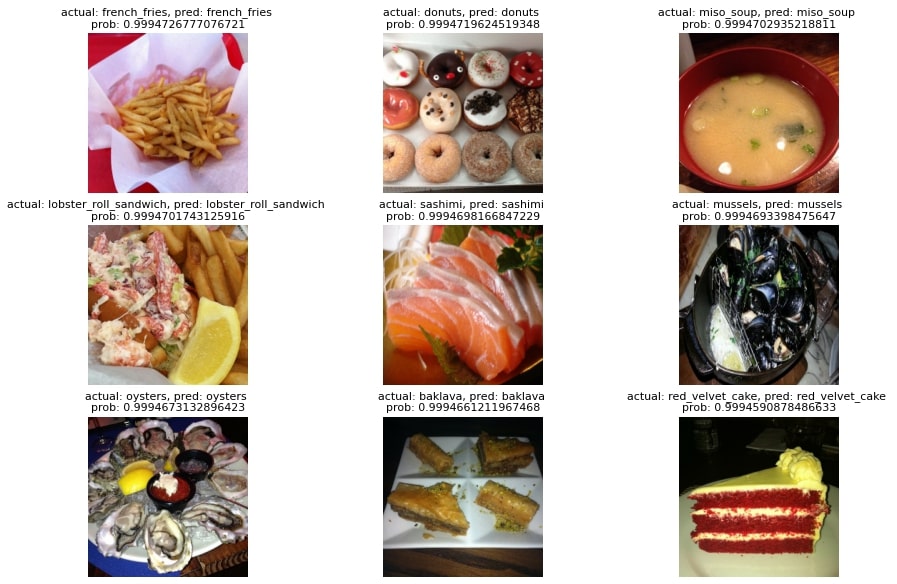 actual: french_fries, pred: french_fries
prob: 0.9994726777076721
actual: donuts, pred: donuts
prob: 0.9994719624519348
actual: miso_soup, pred: miso_soup
prob: 0.9994702935218811
actual: lobster_roll_sandwich, pred: lobster_roll_sandwich
prob: 0.9994701743125916
actual: sashimi, pred: sashimi
prob: 0.9994698166847229
actual: mussels, pred: mussels
prob: 0.9994693398475647
actual: oysters, pred: oysters
prob: 0.9994673132896423
actual: baklava, pred: baklava
prob: 0.9994661211967468
actual: red_velvet_cake, pred: red_velvet_cake
prob: 0.9994590878486633